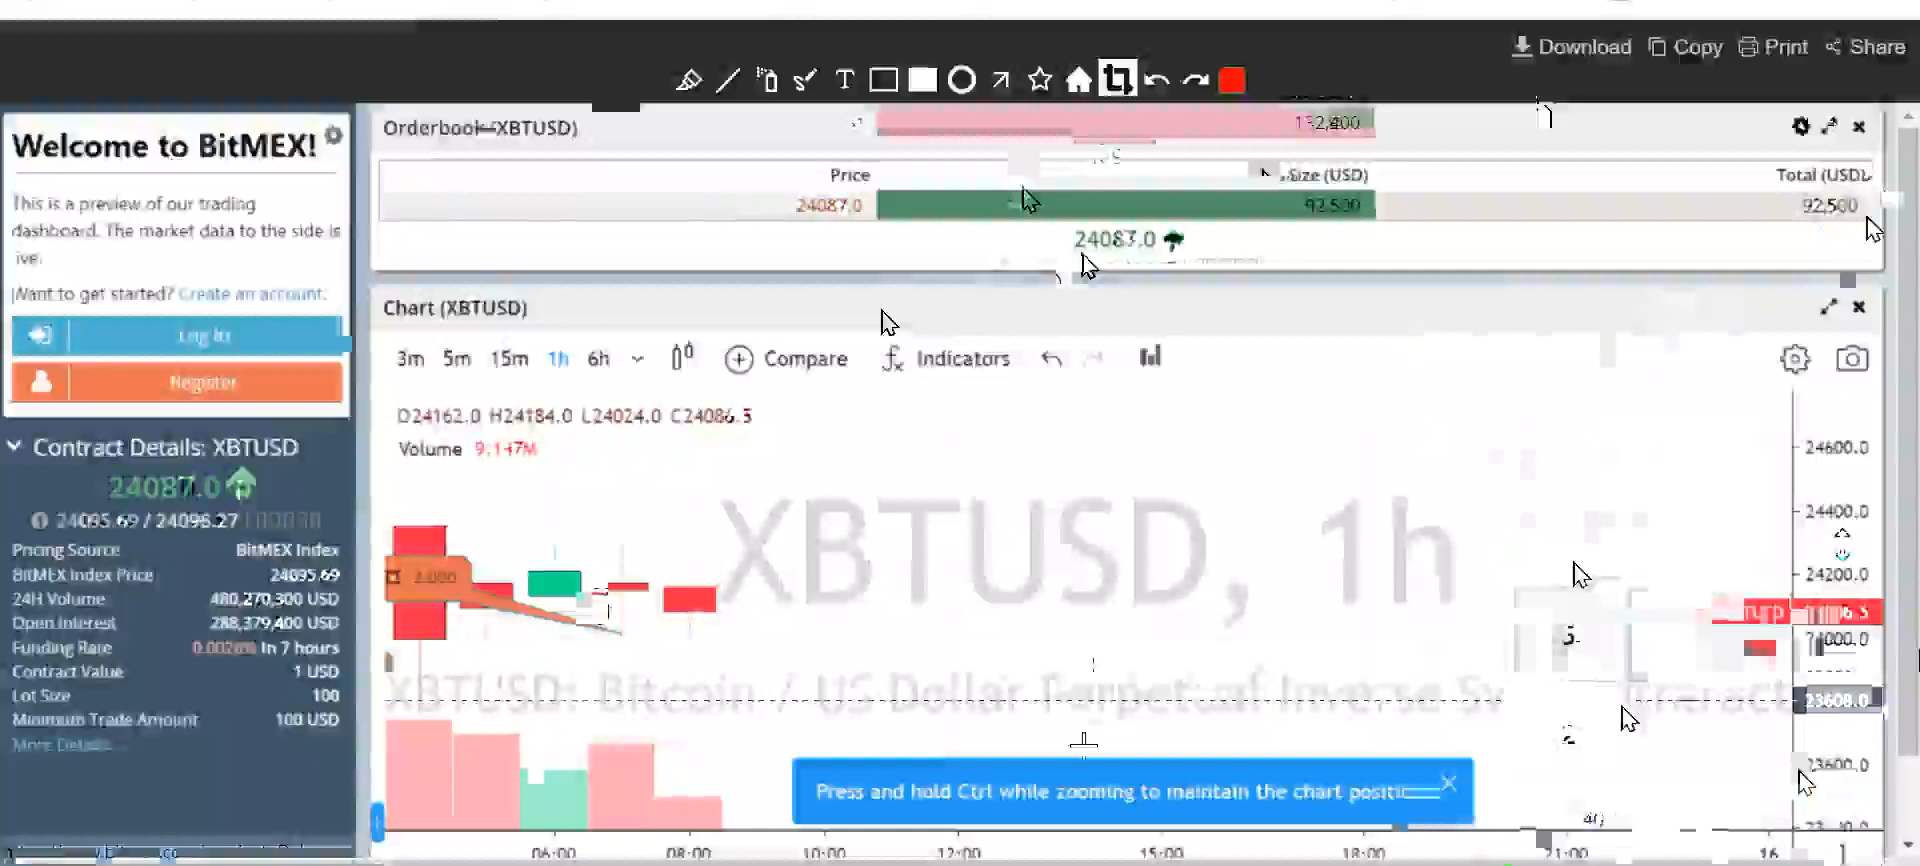 Download Copy Print Share
Welcome to BitMEX!
This is a preview of our trading
dashboard. The market data to the side is
Want to get started? Create an account.
Log In
Register
Contract Details: XBTUSD
24087.0
24095.69 / 24096.27
Pricing Source BitMEX Index
BitMEX Index Price 24095.69
24H Volume 480,270,300 USD
Open Interest 288,379,400 USD
Funding Rate In 7 hours
Contract Value 1 USD
Lot Size 100
Minimum Trade Amount 100 USD
More Details...
Orderbook (XBTUSD)
Price Size (USD)
24087.0 92,500 92,500
Chart (XBTUSD)
3m 5m 15m 1h 6h Compare Indicators
O24162.0 H24184.0 L24024.0 C24086.5
Volume
24600.0
24400.0
24200.0
24000.0
23608.0
23600.0
XBTUSD, 1h
XBTUSD: Bitcoin / US Dollar Perpetual Inverse
Press and hold Ctrl while zooming to maintain the chart
06:00 08:00 10:00 12:00 15:00 18:00 21:00 16